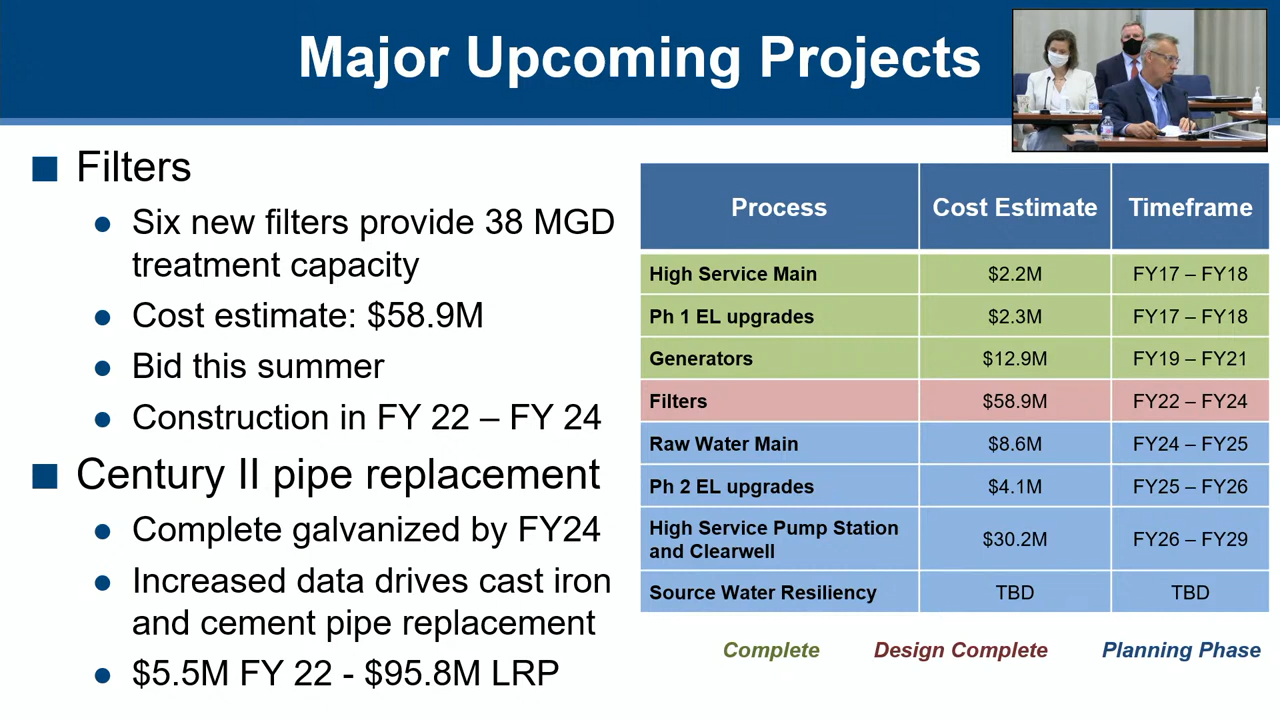 Major Upcoming Projects
Filters
Six new filters provide 38 MGD
treatment capacity
Cost estimate: $58.9M
Bid this summer
Construction in FY 22 – FY 24
Century II pipe replacement
Complete galvanized by FY24
Increased data drives cast iron
and cement pipe replacement
$5.5M FY 22 - $95.8M LRP
Process Cost Estimate Timeframe
High Service Main $2.2M FY17 – FY18
Ph 1 EL upgrades $2.3M FY17 – FY18
Generators $12.9M FY19 – FY21
Filters $58.9M FY22 – FY24
Raw Water Main $8.6M FY24 – FY25
Ph 2 EL upgrades $4.1M FY25 – FY26
High Service Pump Station
and Clearwell $30.2M FY26 – FY29
Source Water Resiliency TBD TBD
Complete Design Complete Planning Phase